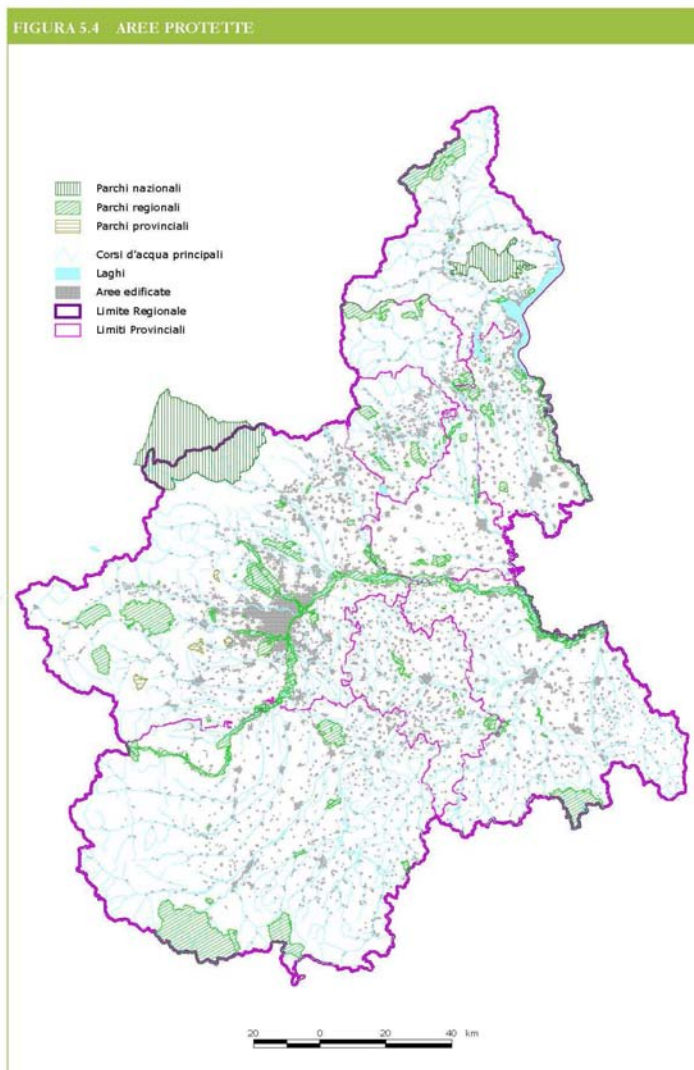 FIGURA 5.4 AREE PROTETTE
Parchi nazionali
Parchi regionali
Parchi provinciali
Corsi d'acqua principali
Laghi
Aree edificate
Limite Regionale
Limiti Provinciali
20 0 20 40 km